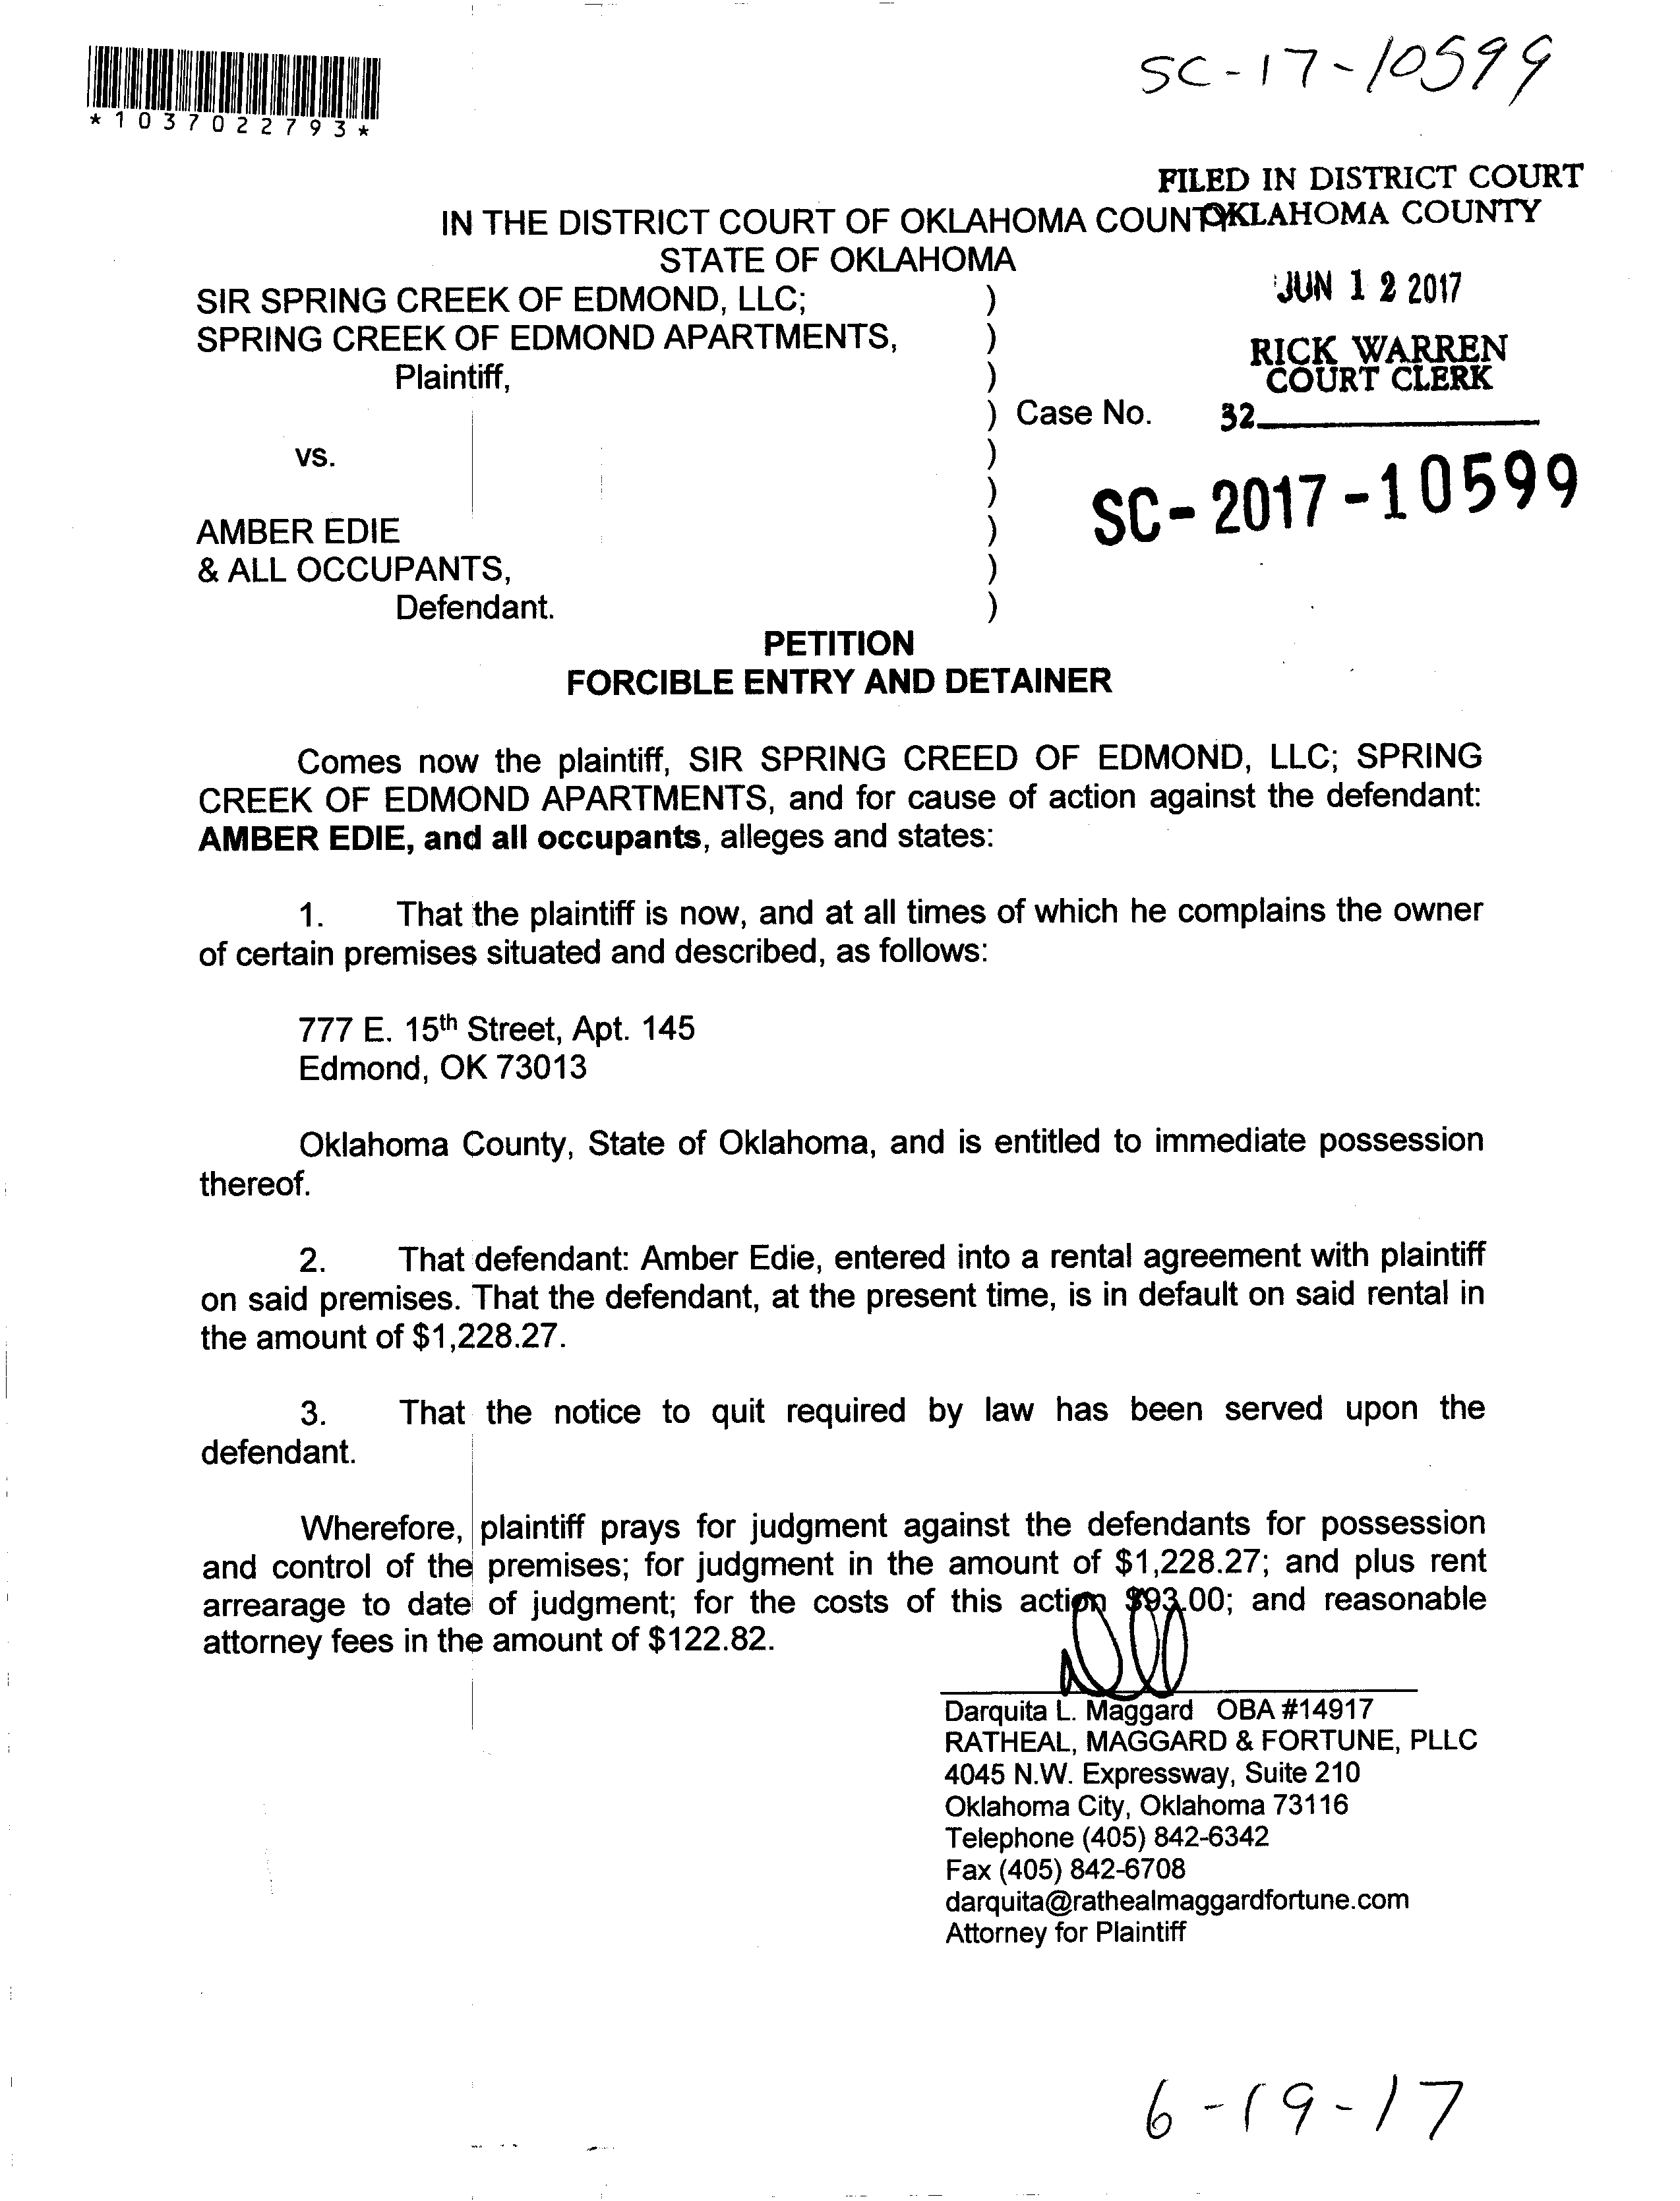 SC-17-10599
*1037022793*
FILED IN DISTRICT COURT
OKLAHOMA COUNTY
IN THE DISTRICT COURT OF OKLAHOMA COUNTY
STATE OF OKLAHOMA
JUN 12 2017
RICK WARREN
COURT CLERK
32
SIR SPRING CREEK OF EDMOND, LLC; )
SPRING CREEK OF EDMOND APARTMENTS, )
Plaintiff, )
) Case No.
vs. )
)
SC-2017-10599
AMBER EDIE )
& ALL OCCUPANTS, )
Defendant. )
PETITION
FORCIBLE ENTRY AND DETAINER
Comes now the plaintiff, SIR SPRING CREED OF EDMOND, LLC; SPRING
CREEK OF EDMOND APARTMENTS, and for cause of action against the defendant:
AMBER EDIE, and all occupants, alleges and states:
1. That the plaintiff is now, and at all times of which he complains the owner
of certain premises situated and described, as follows:
777 E. 15th Street, Apt. 145
Edmond, OK 73013
Oklahoma County, State of Oklahoma, and is entitled to immediate possession
thereof.
2. That defendant: Amber Edie, entered into a rental agreement with plaintiff
on said premises. That the defendant, at the present time, is in default on said rental in
the amount of $1,228.27.
3. That the notice to quit required by law has been served upon the
defendant.
Wherefore, plaintiff prays for judgment against the defendants for possession
and control of the premises; for judgment in the amount of $1,228.27; and plus rent
arrearage to date of judgment; for the costs of this action $93.00; and reasonable
attorney fees in the amount of $122.82.
Darquita L. Maggard OBA #14917
RATHEAL, MAGGARD & FORTUNE, PLLC
4045 N.W. Expressway, Suite 210
Oklahoma City, Oklahoma 73116
Telephone (405) 842-6342
Fax (405) 842-6708
darquita@rathealmaggardfortune.com
Attorney for Plaintiff
6-19-17